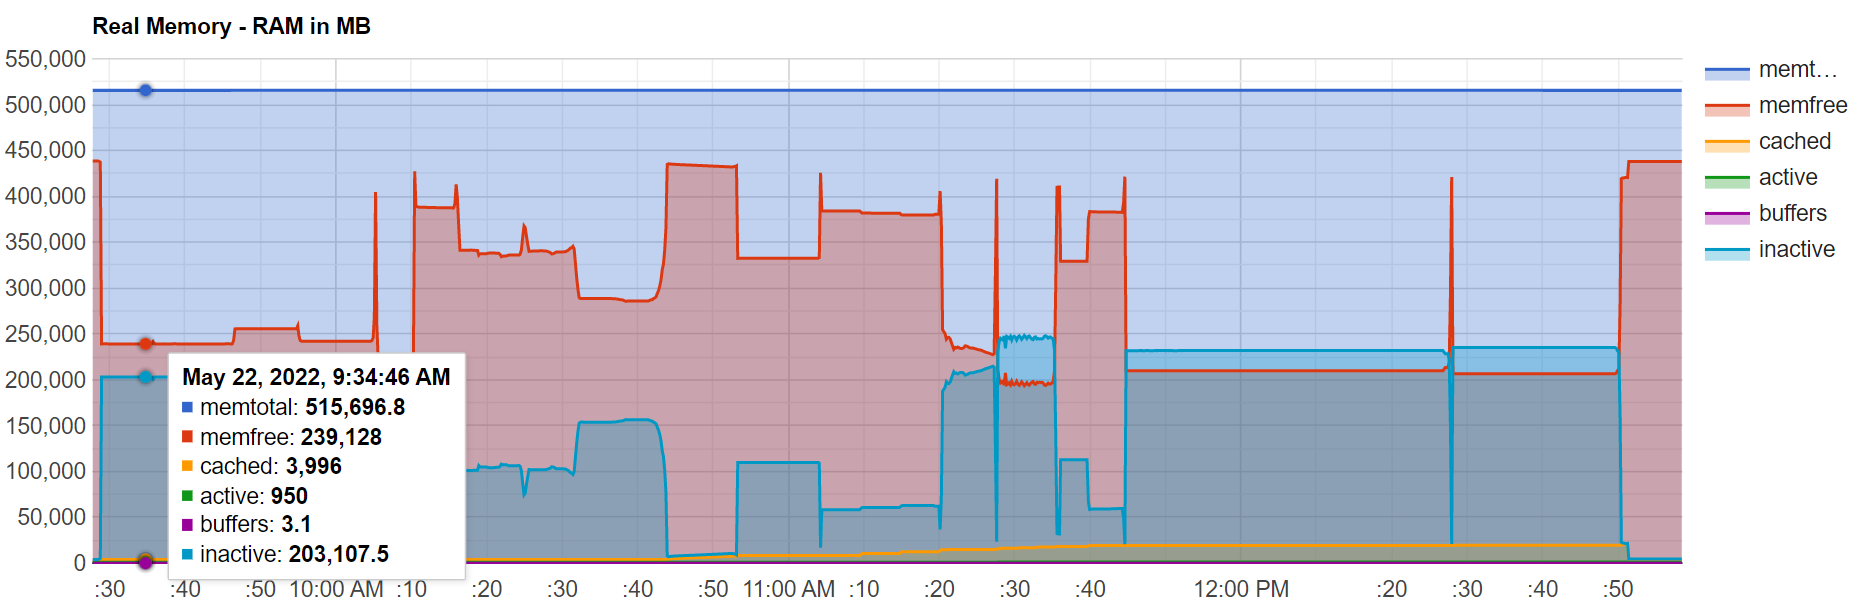 Real Memory - RAM in MB
550,000
500,000
450,000
400,000
350,000
300,000
250,000
200,000
150,000
100,000
50,000
0
memt…
memfree
cached
active
buffers
inactive
May 22, 2022, 9:34:46 AM
memtotal: 515,696.8
memfree: 239,128
cached: 3,996
active: 950
buffers: 3.1
inactive: 203,107.5
:30 :40 :50 10:00 AM :10 :20 :30 :40 :50 11:00 AM :10 :20 :30 :40 12:00 PM :20 :30 :40 :50